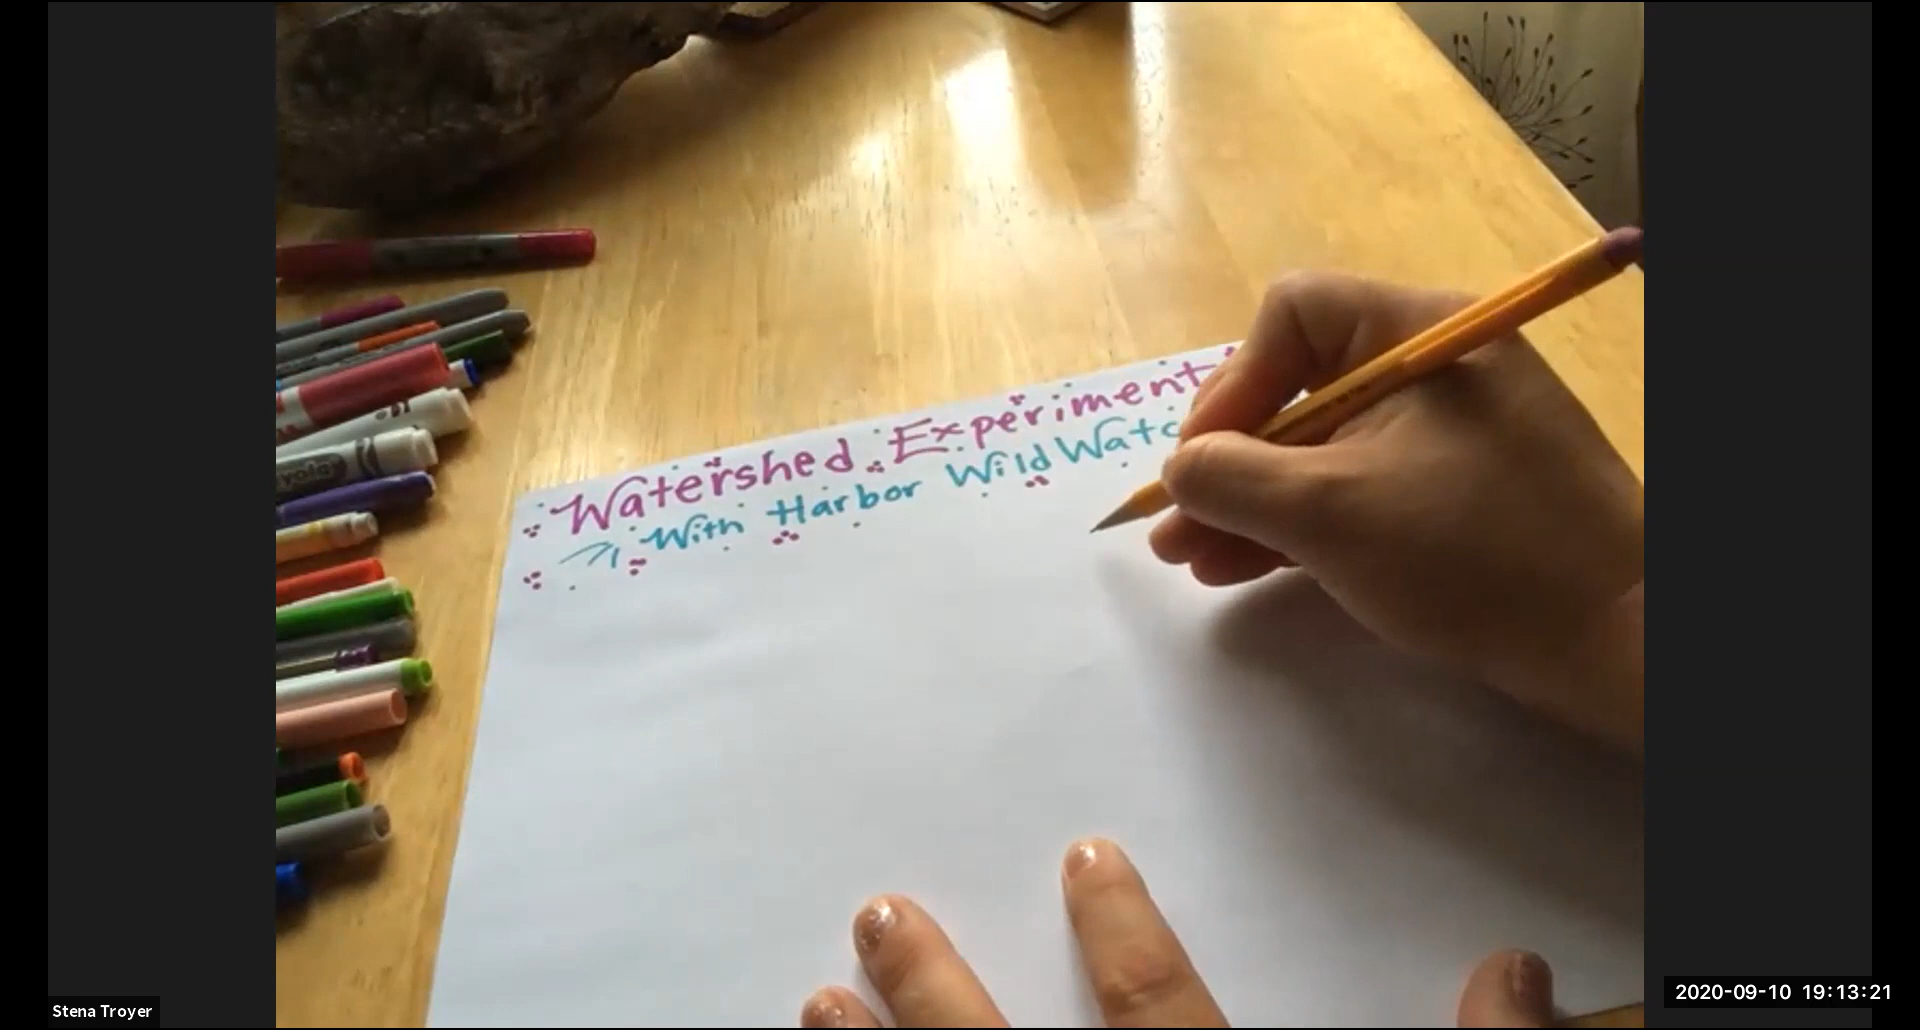 Watershed Experiment
With Harbor WildWatc
Stena Troyer
2020-09-10 19:13:21